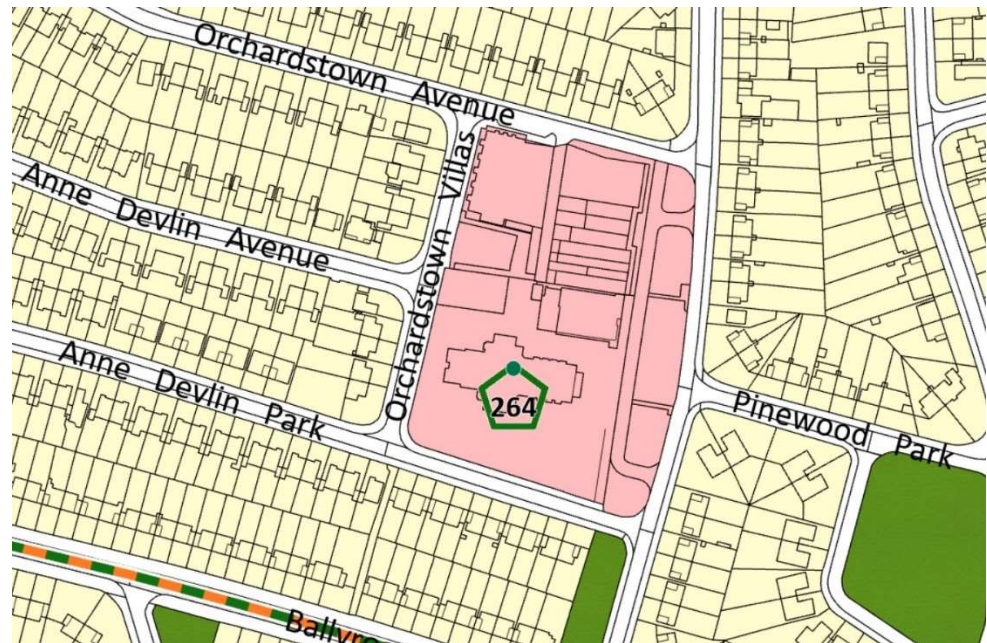 Orchardstown Avenue
Orchardstown Villas
Anne Devlin Avenue
Anne Devlin Park
264
Pinewood Park